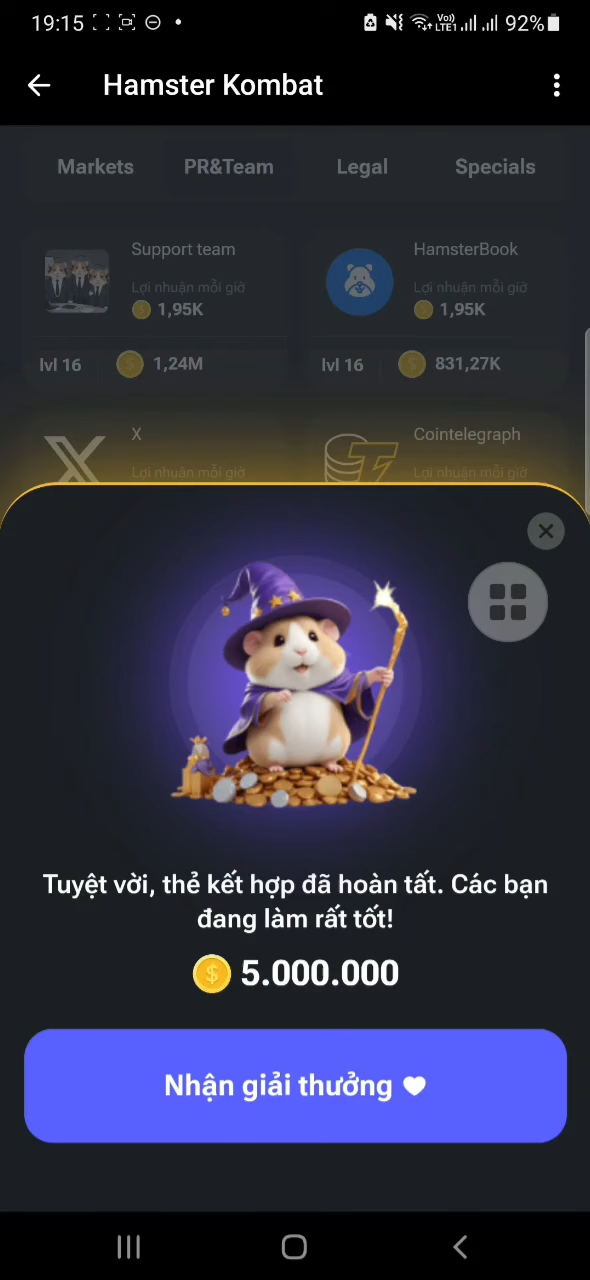 19:15
Vo))
LTE1
92%
Hamster Kombat
Markets
PR&Team
Legal
Specials
Support team
Lợi nhuận mỗi giờ
1,95K
lvl 16
1,24M
HamsterBook
Lợi nhuận mỗi giờ
1,95K
lvl 16
831,27K
X
Lợi nhuận mỗi giờ
Cointelegraph
Lợi nhuận mỗi giờ
Tuyệt vời, thẻ kết hợp đã hoàn tất. Các bạn
đang làm rất tốt!
5.000.000
Nhận giải thưởng